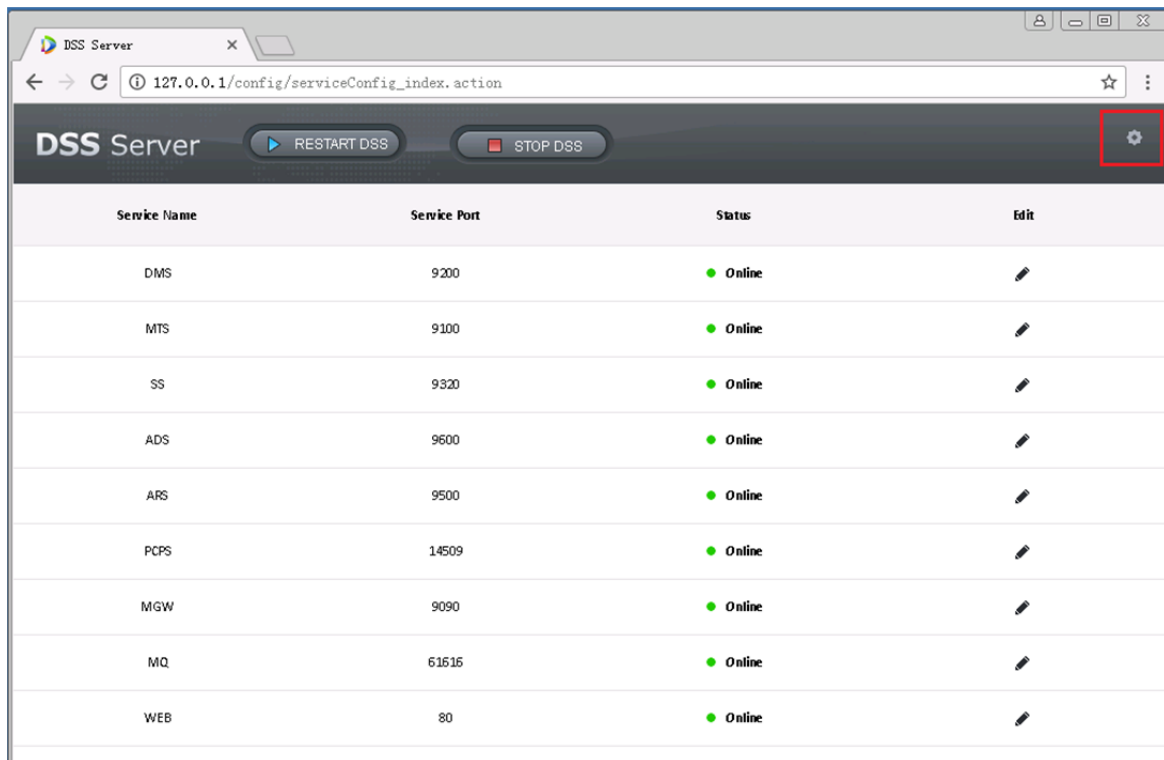 DSS Server
127.0.0.1/config/serviceConfig_index.action
DSS Server RESTART DSS STOP DSS
Service Name Service Port Status Edit
DMS 9200 Online
MTS 9100 Online
SS 9320 Online
ADS 9600 Online
ARS 9500 Online
PCPS 14509 Online
MGW 9090 Online
MQ 61616 Online
WEB 80 Online